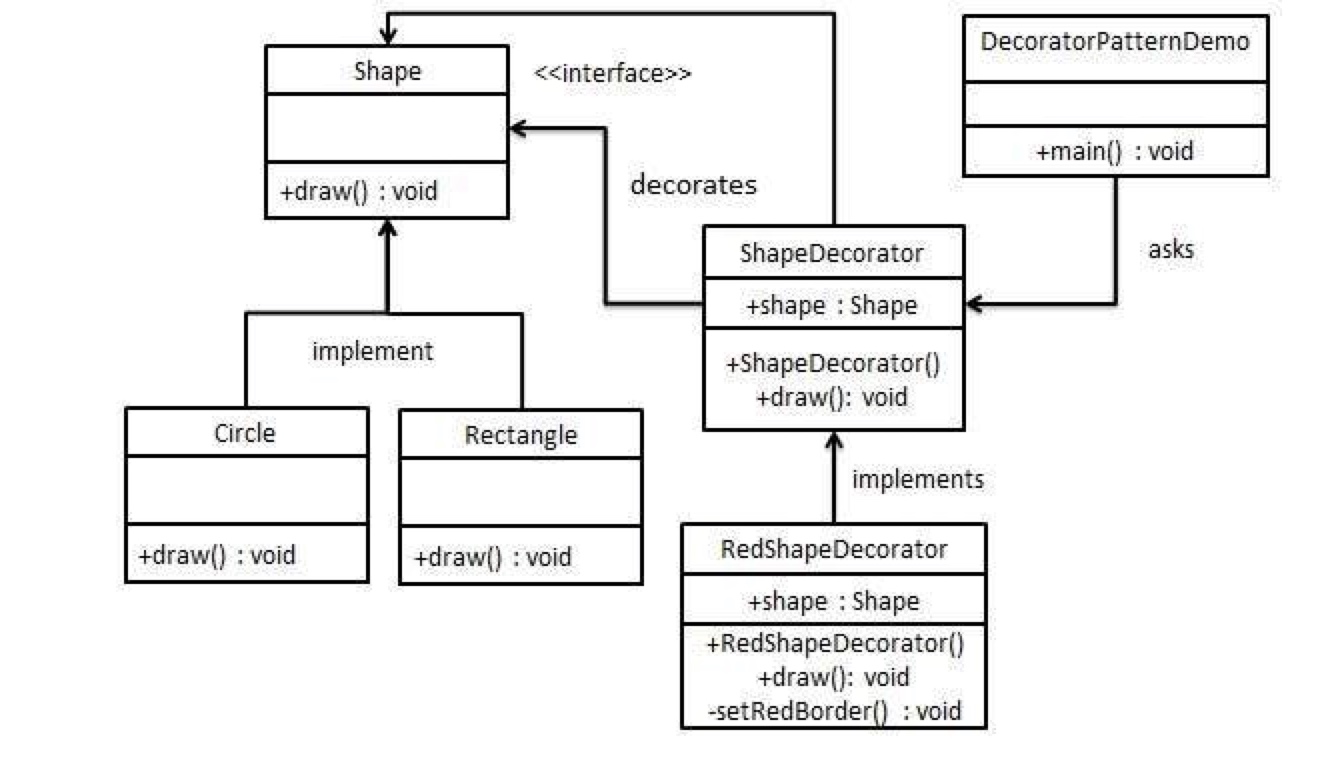 Shape
<<interface>>
+draw() : void
decorates
DecoratorPatternDemo
+main() : void
asks
ShapeDecorator
+shape : Shape
+ShapeDecorator()
+draw(): void
implement
Circle
+draw() : void
Rectangle
+draw() : void
implements
RedShapeDecorator
+shape : Shape
+RedShapeDecorator()
+draw(): void
-setRedBorder() : void